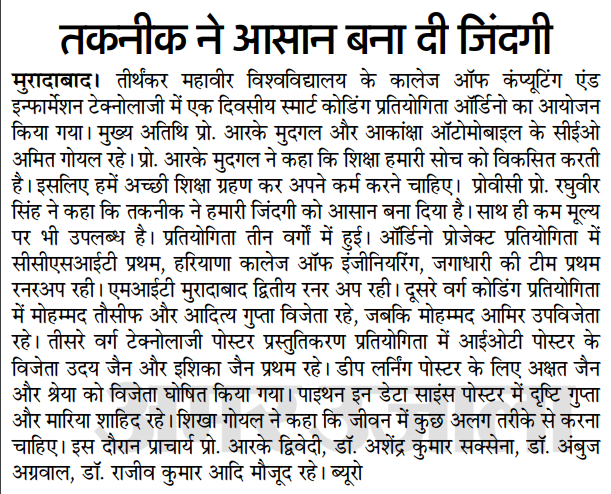 तकनीक ने आसान बना दी जिंदगी
मुरादाबाद। तीर्थंकर महावीर विश्वविद्यालय के कालेज ऑफ कंप्यूटिंग एंड
इन्फार्मेशन टेक्नोलाजी में एक दिवसीय स्मार्ट कोडिंग प्रतियोगिता ऑर्डिनो का आयोजन
किया गया। मुख्य अतिथि प्रो. आरके मुदगल और आकांक्षा ऑटोमोबाइल के सीईओ
अमित गोयल रहे। प्रो. आरके मुदगल ने कहा कि शिक्षा हमारी सोच को विकसित करती
है। इसलिए हमें अच्छी शिक्षा ग्रहण कर अपने कर्म करने चाहिए। प्रोवीसी प्रो. रघुवीर
सिंह ने कहा कि तकनीक ने हमारी जिंदगी को आसान बना दिया है। साथ ही कम मूल्य
पर भी उपलब्ध है। प्रतियोगिता तीन वर्गों में हुई। ऑर्डिनो प्रोजेक्ट प्रतियोगिता में
सीसीएसआईटी प्रथम, हरियाणा कालेज ऑफ इंजीनियरिंग, जगाधारी की टीम प्रथम
रनरअप रही। एमआईटी मुरादाबाद द्वितीय रनर अप रही। दूसरे वर्ग कोडिंग प्रतियोगिता
में मोहम्मद तौसीफ और आदित्य गुप्ता विजेता रहे, जबकि मोहम्मद आमिर उपविजेता
रहे। तीसरे वर्ग टेक्नोलाजी पोस्टर प्रस्तुतिकरण प्रतियोगिता में आईओटी पोस्टर के
विजेता उदय जैन और इशिका जैन प्रथम रहे। डीप लर्निंग पोस्टर के लिए अक्षत जैन
और श्रेया को विजेता घोषित किया गया। पाइथन इन डेटा साइंस पोस्टर में दृष्टि गुप्ता
और मारिया शाहिद रहे। शिखा गोयल ने कहा कि जीवन में कुछ अलग तरीके से करना
चाहिए। इस दौरान प्राचार्य प्रो. आरके द्विवेदी, डॉ. अशेंद्र कुमार सक्सेना, डॉ. अंबुज
अग्रवाल, डॉ. राजीव कुमार आदि मौजूद रहे। ब्यूरो
अमर उजाला